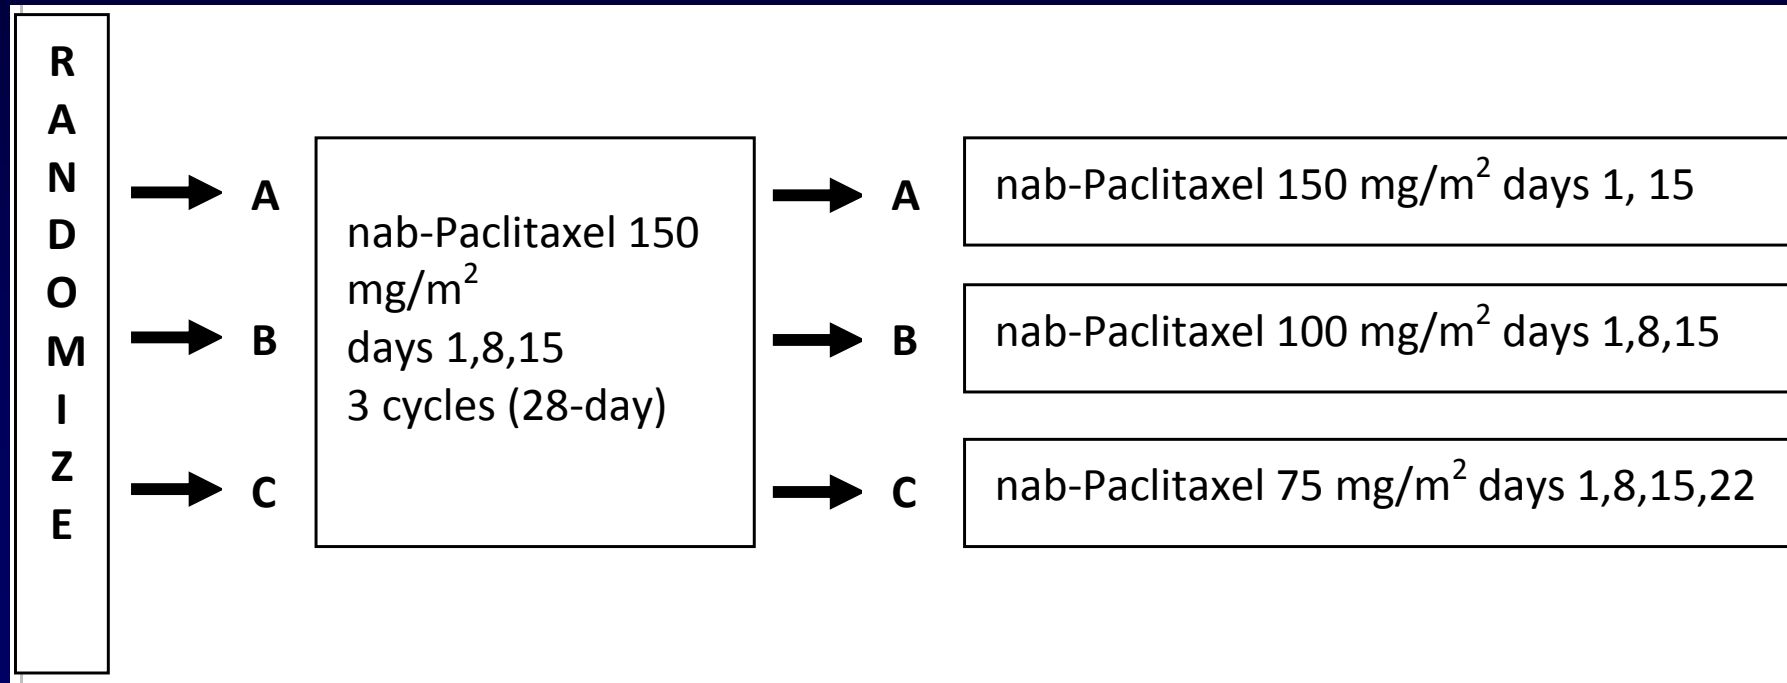 R
A
N
D
O
M
I
Z
E
A
B
C
nab-Paclitaxel 150
mg/m²
days 1,8,15
3 cycles (28-day)
A
nab-Paclitaxel 150 mg/m² days 1, 15
B
nab-Paclitaxel 100 mg/m² days 1,8,15
C
nab-Paclitaxel 75 mg/m² days 1,8,15,22